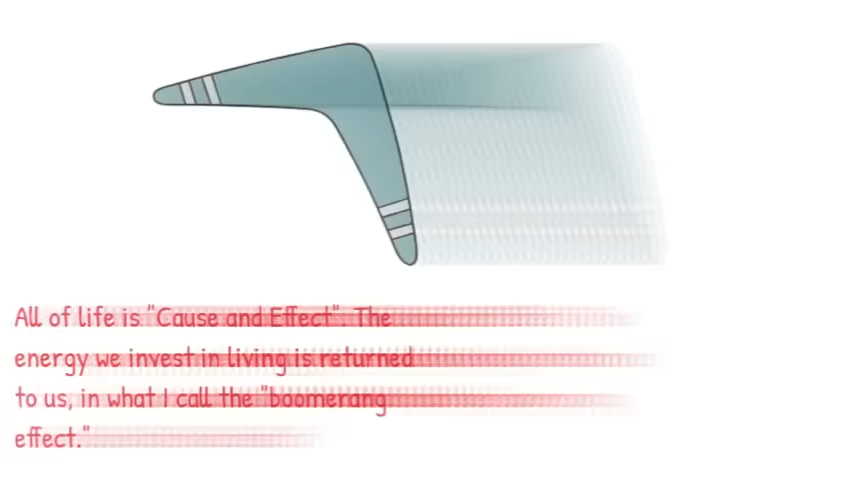 All of life is "Cause and Effect". The
energy we invest in living is returned
to us, in what I call the "boomerang
effect."